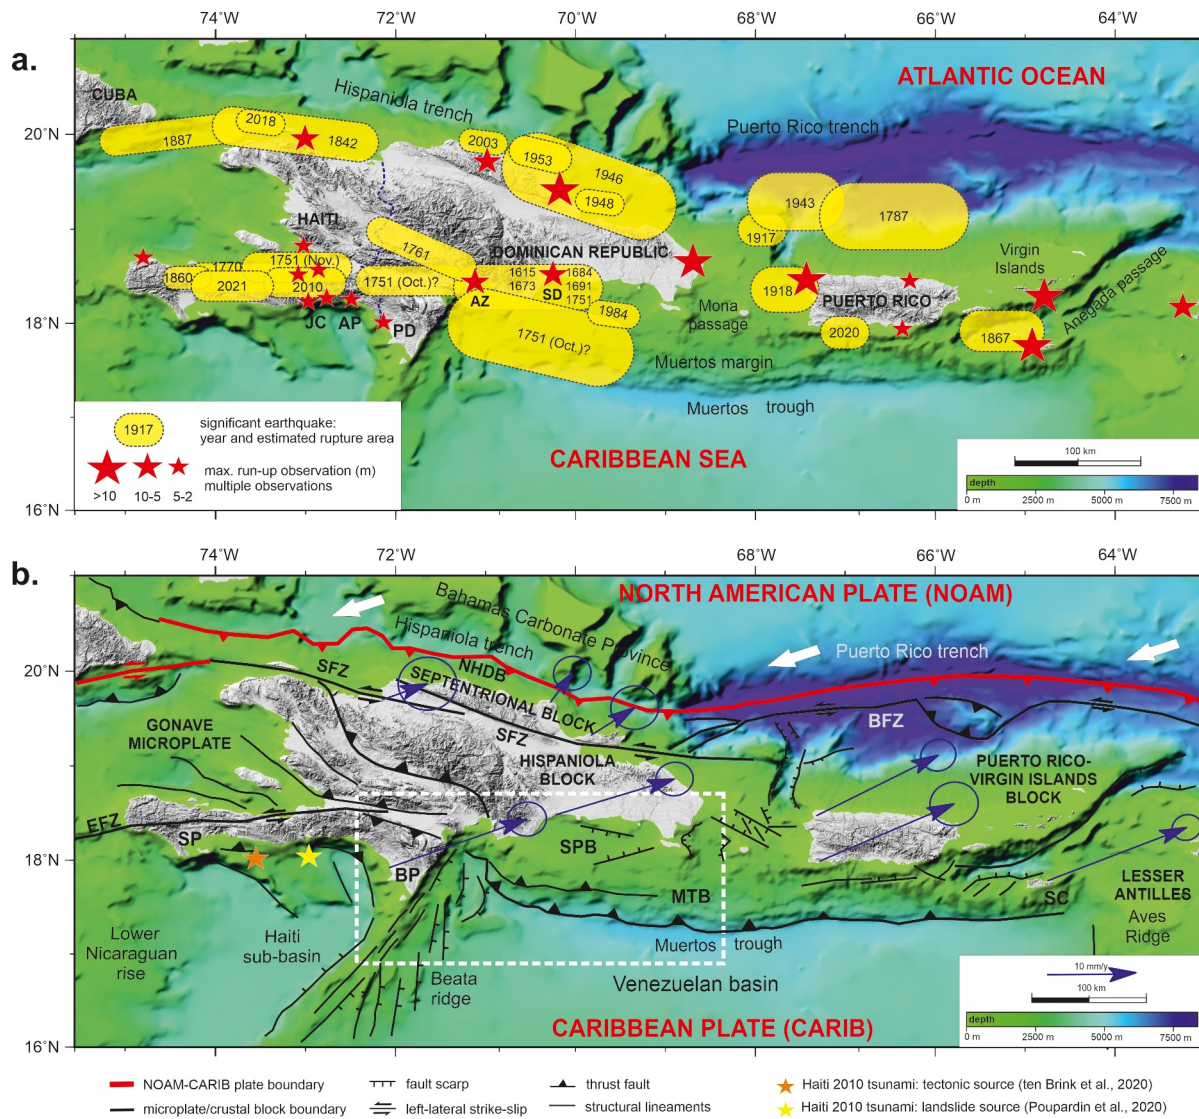 74°W 72°W 70°W 68°W 66°W 64°W
a.
ATLANTIC OCEAN
CUBA
Hispaniola trench
20°N
2018
1887
1842
2003
1953
1946
1948
Puerto Rico trench
1943
1787
1917
HAITI
1761
DOMINICAN REPUBLIC
Virgin
Islands
1860
1770
1751 (Nov.)
2021
2010
1751 (Oct.)?
1615
1673
1684
1691
1751
AZ
SD
1984
JC
AP
PD
18°N
1751 (Oct.)?
Mona
passage
1918
PUERTO RICO
2020
1867
Anegada passage
Muertos margin
Muertos trough
1917
significant earthquake:
year and estimated rupture area
max. run-up observation (m)
multiple observations
>10 10-5 5-2
CARIBBEAN SEA
100 km
depth
0 m 2500 m 5000 m 7500 m
16°N
74°W 72°W 70°W 68°W 66°W 64°W
b.
NORTH AMERICAN PLATE (NOAM)
Bahamas Carbonate Province
Hispaniola trench
20°N
Puerto Rico trench
SFZ
NHDB
SEPTENTRIONAL BLOCK
SFZ
BFZ
GONAVE
MICROPLATE
HISPANIOLA
BLOCK
PUERTO RICO-
VIRGIN ISLANDS
BLOCK
EFZ
SP
SPB
18°N
BP
MTB
SC
LESSER
ANTILLES
Aves
Ridge
Lower
Nicaraguan
rise
Haiti
sub-basin
Beata
ridge
Muertos trough
Venezuelan basin
CARIBBEAN PLATE (CARIB)
10 mm/y
100 km
depth
0 m 2500 m 5000 m 7500 m
16°N
NOAM-CARIB plate boundary
fault scarp
thrust fault
Haiti 2010 tsunami: tectonic source (ten Brink et al., 2020)
microplate/crustal block boundary
left-lateral strike-slip
structural lineaments
Haiti 2010 tsunami: landslide source (Poupardin et al., 2020)